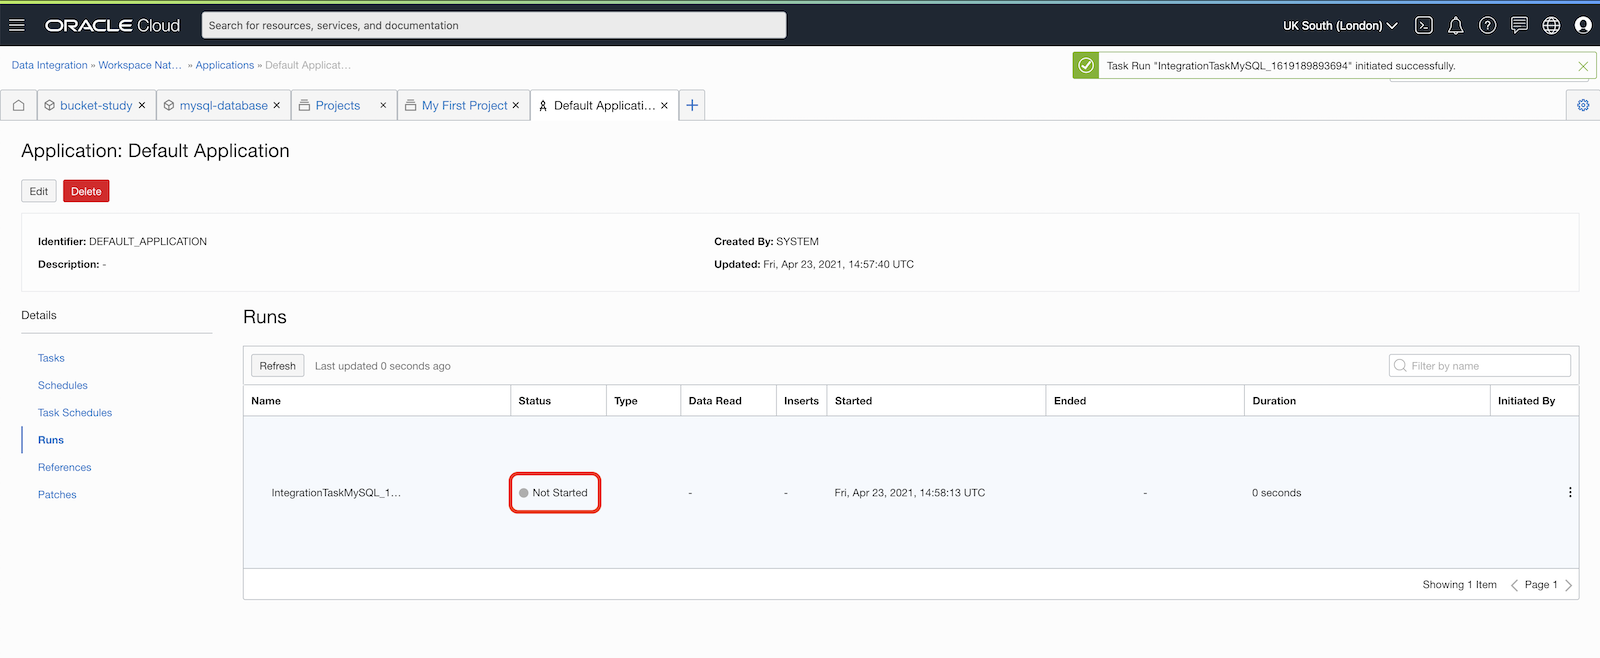 ORACLE Cloud
Search for resources, services, and documentation
UK South (London)
Data Integration » Workspace Nat... » Applications » Default Applicat...
Task Run "IntegrationTaskMySQL_1619189893694" initiated successfully.
bucket-study
mysql-database
Projects
My First Project
Default Applicati...
Application: Default Application
Edit
Delete
Identifier: DEFAULT_APPLICATION
Created By: SYSTEM
Description: -
Updated: Fri, Apr 23, 2021, 14:57:40 UTC
Details
Tasks
Schedules
Task Schedules
Runs
References
Patches
Runs
Refresh
Last updated 0 seconds ago
Filter by name
Name Status Type Data Read Inserts Started Ended Duration Initiated By
IntegrationTaskMySQL_1... Not Started - - Fri, Apr 23, 2021, 14:58:13 UTC - 0 seconds
Showing 1 Item
Page 1